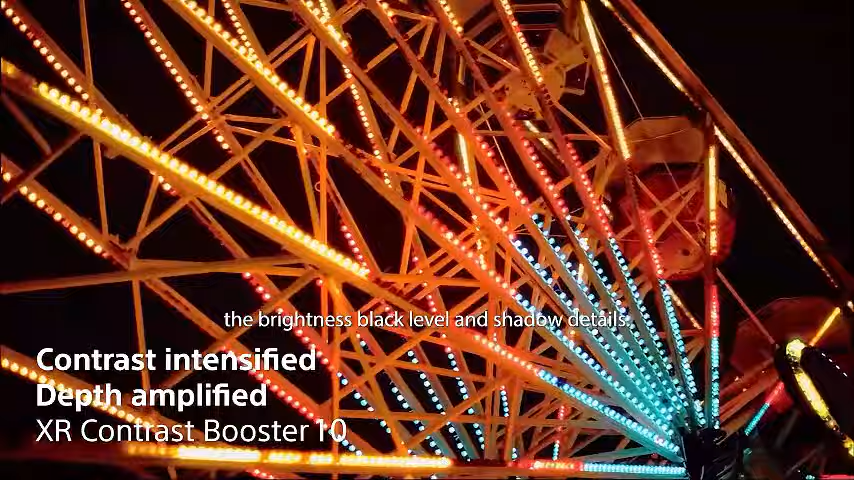 the brightness black level and shadow details.
Contrast intensified
Depth amplified
XR Contrast Booster 10